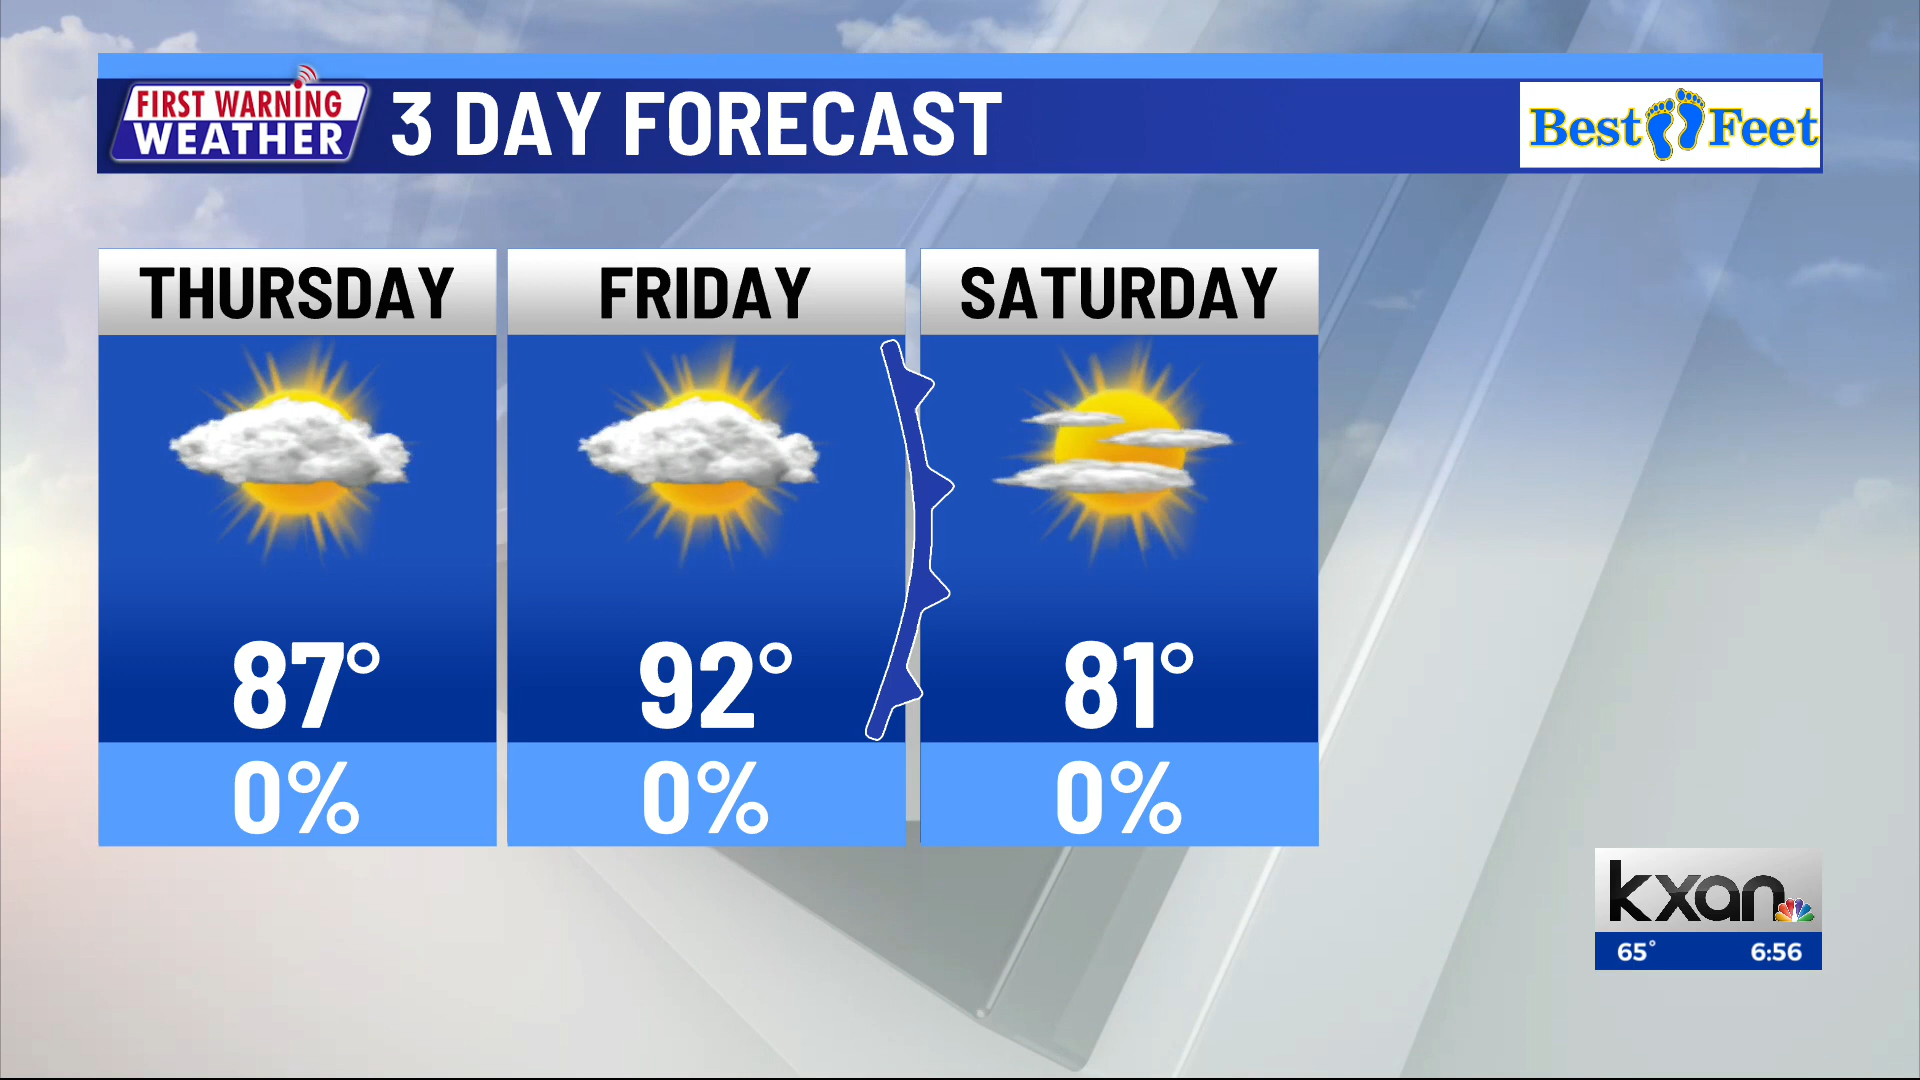 FIRST WARNING
WEATHER
3 DAY FORECAST
Best Feet
THURSDAY
FRIDAY
SATURDAY
87°
92°
81°
0%
0%
0%
kxan
65°
6:56